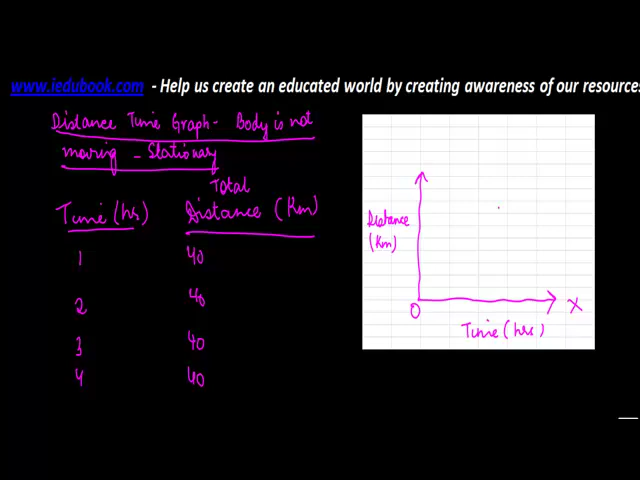 www.iedubook.com - Help us create an educated world by creating awareness of our resources
Distance Time Graph - Body is not
moving - Stationary
Total
Time (hrs) Distance (Km)
1 40
2 40
3 40
4 40
Distance
(Km)
O X
Time (hrs)